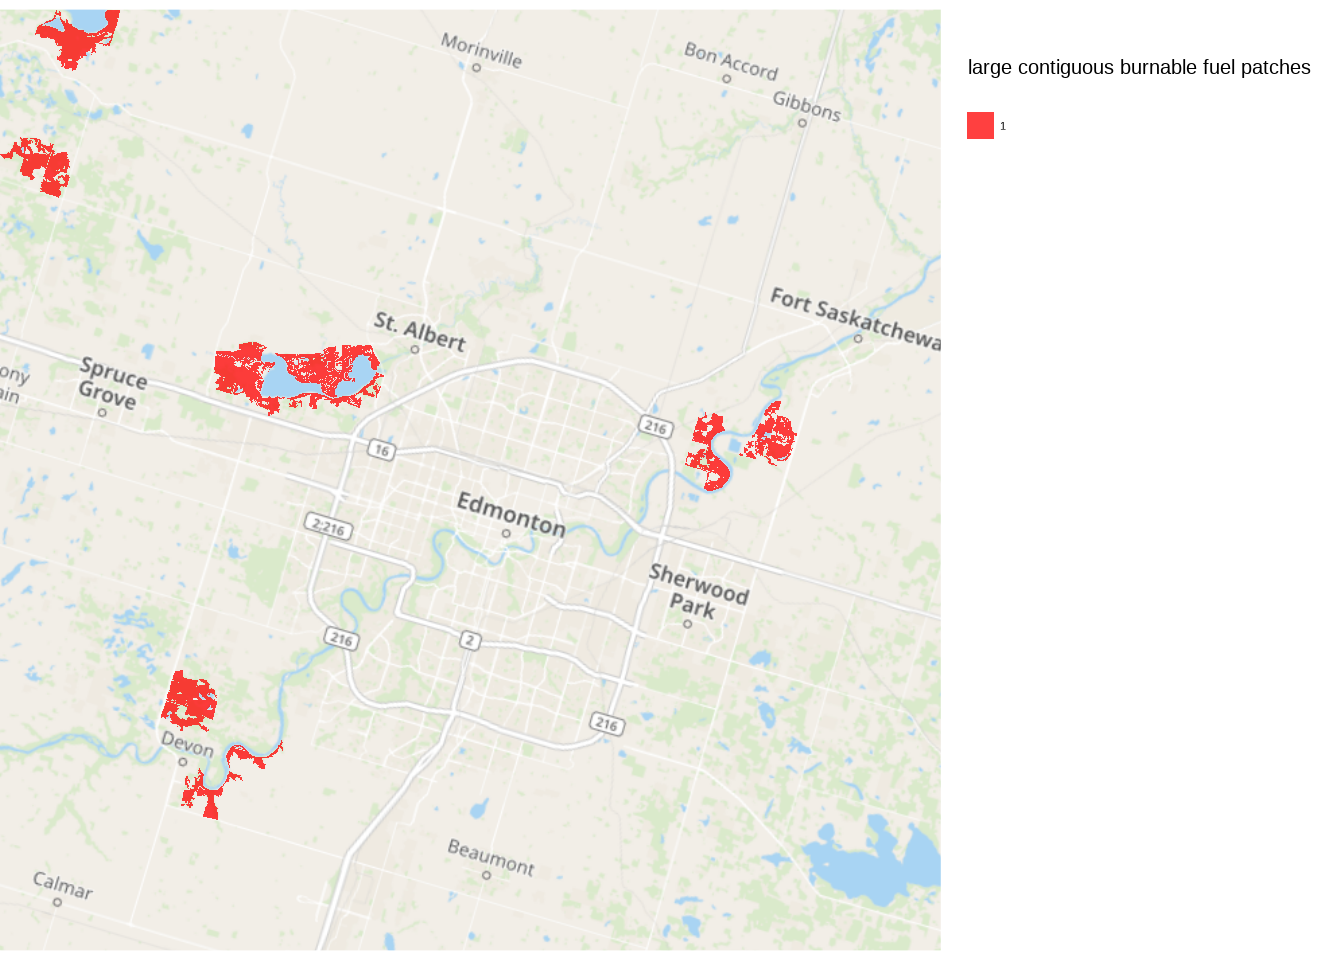 large contiguous burnable fuel patches
1
Morinville
Bon Accord
Gibbons
Fort Saskatchewa
St. Albert
ony
ain
Spruce
Grove
216
16
Edmonton
2;216
Sherwood
Park
216
2
216
Devon
Beaumont
Calmar